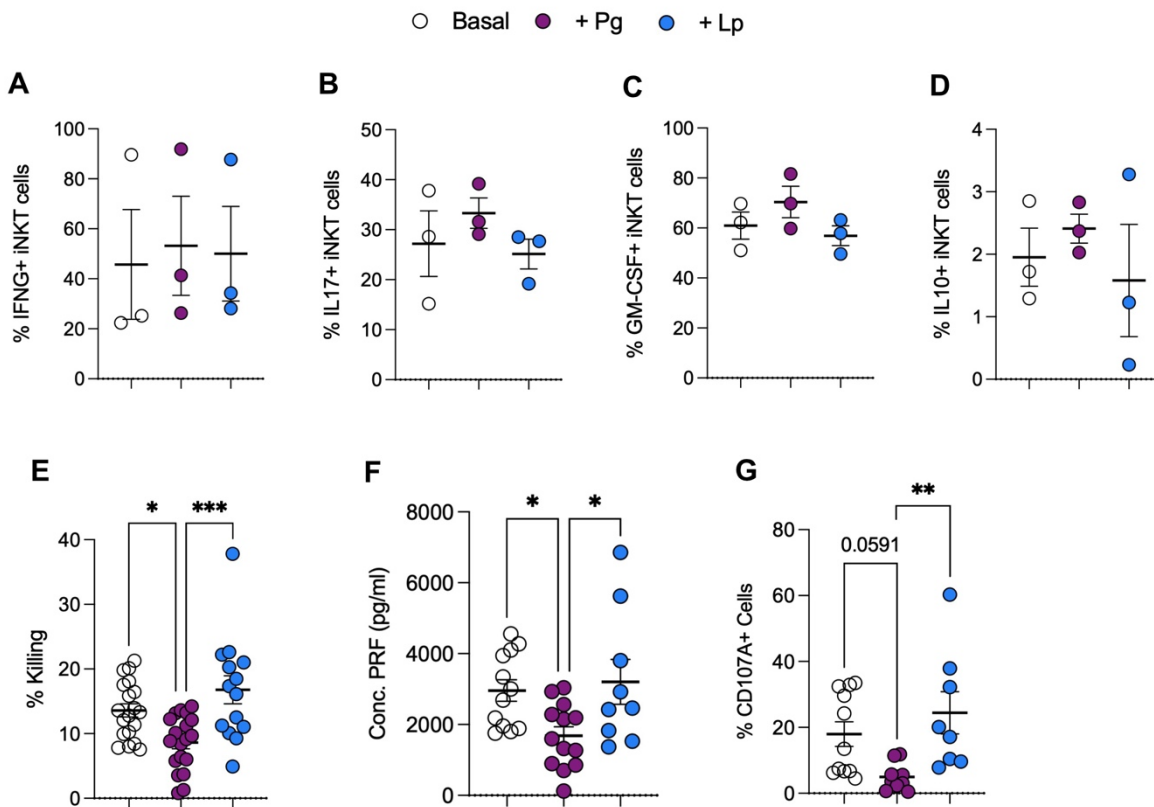 Basal + Pg + Lp
A
% IFNG+ iNKT cells
100
80
60
40
20
0
B
% IL17+ iNKT cells
50
40
30
20
10
0
C
% GM-CSF+ iNKT cells
100
80
60
40
20
0
D
% IL10+ iNKT cells
4
3
2
1
0
E
% Killing
40
30
20
10
0
* ***
F
Conc. PRF (pg/ml)
8000
6000
4000
2000
0
* *
G
% CD107A+ Cells
80
60
40
20
0
**
0.0591